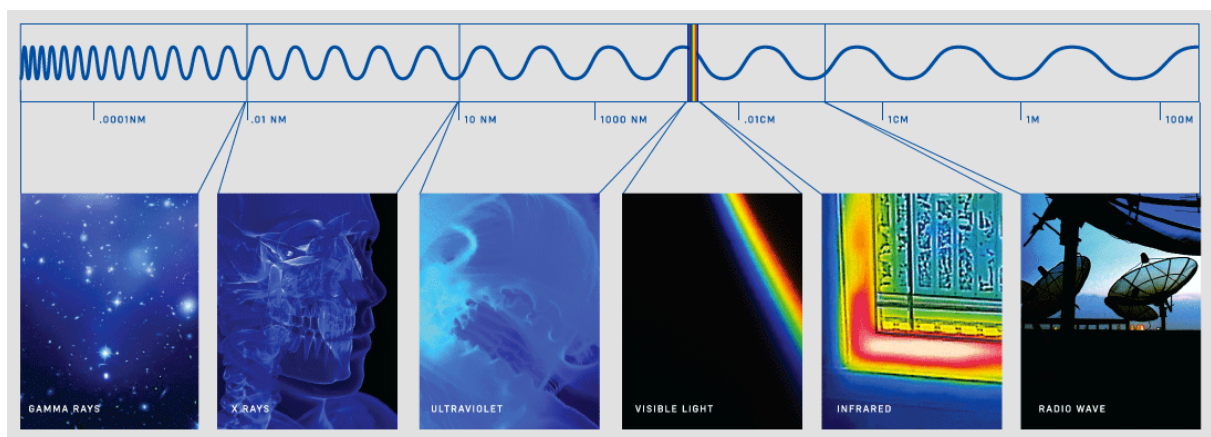 .0001NM
.01 NM
10 NM
1000 NM
.01CM
1CM
1M
100M
GAMMA RAYS
X.RAYS
ULTRAVIOLET
VISIBLE LIGHT
INFRARED
RADIO WAVE